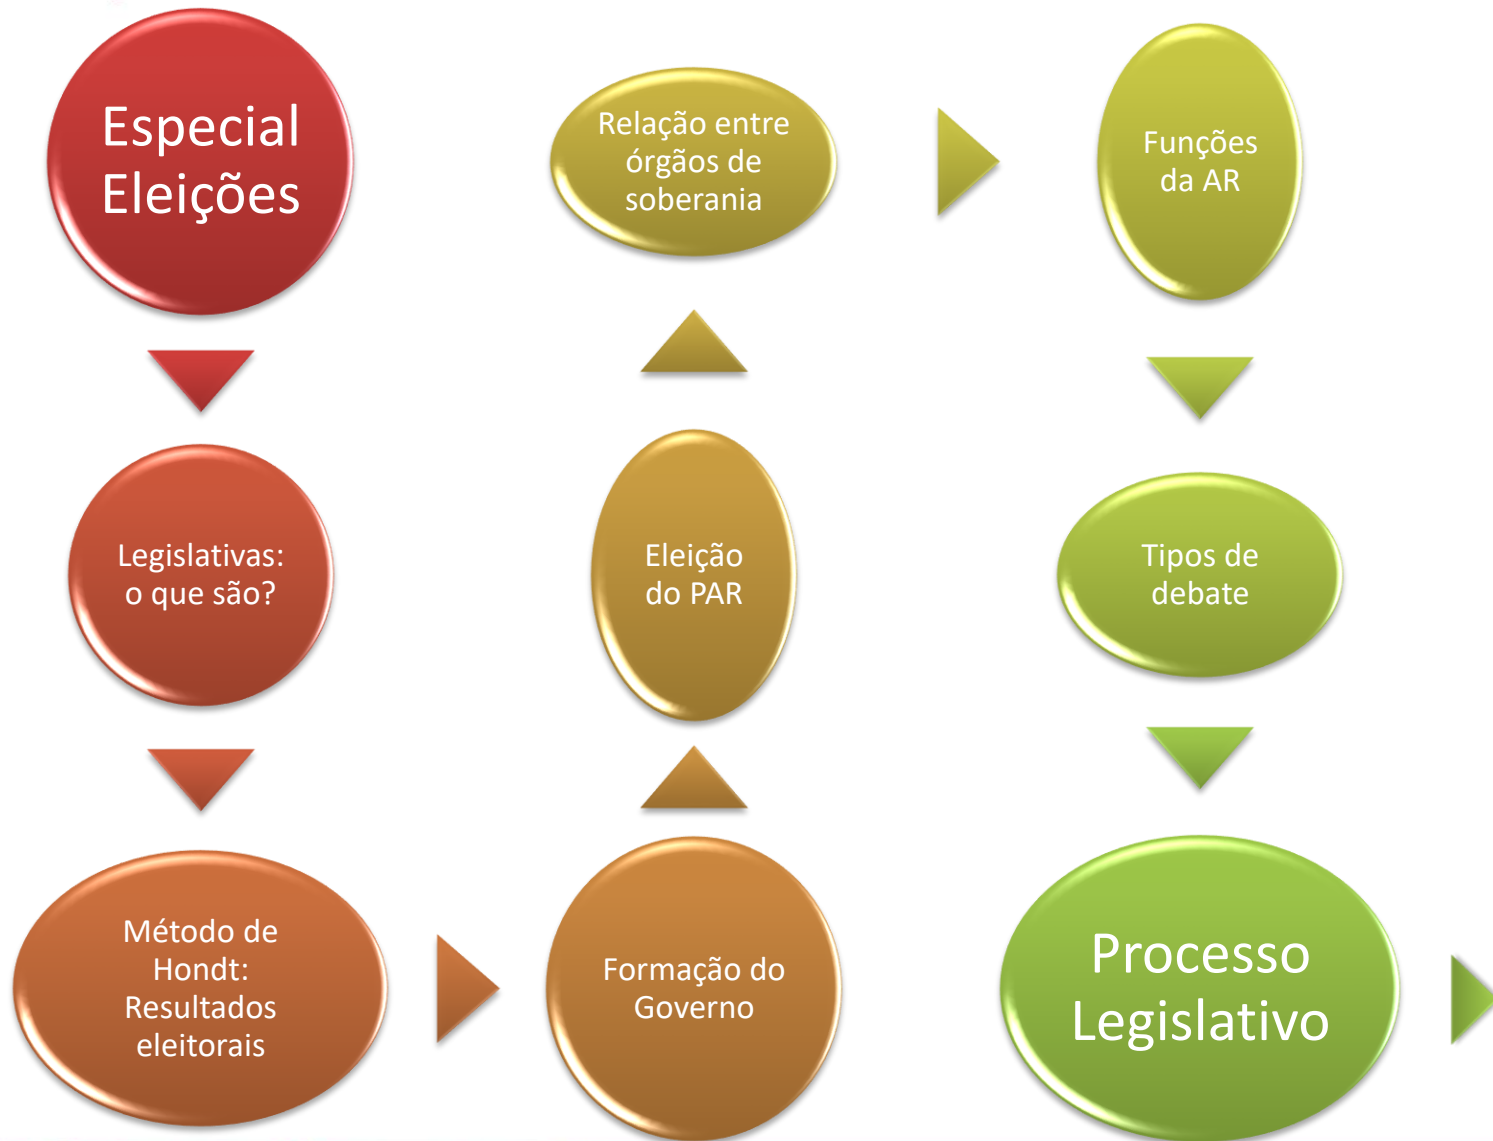 Especial
Eleições
Legislativas:
o que são?
Método de
Hondt:
Resultados
eleitorais
Formação do
Governo
Eleição
do PAR
Relação entre
órgãos de
soberania
Funções
da AR
Tipos de
debate
Processo
Legislativo